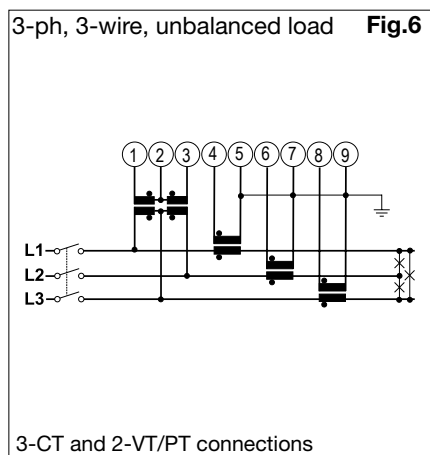 3-ph, 3-wire, unbalanced load Fig.6
1 2 3 4 5 6 7 8 9
L1
L2
L3
3-CT and 2-VT/PT connections